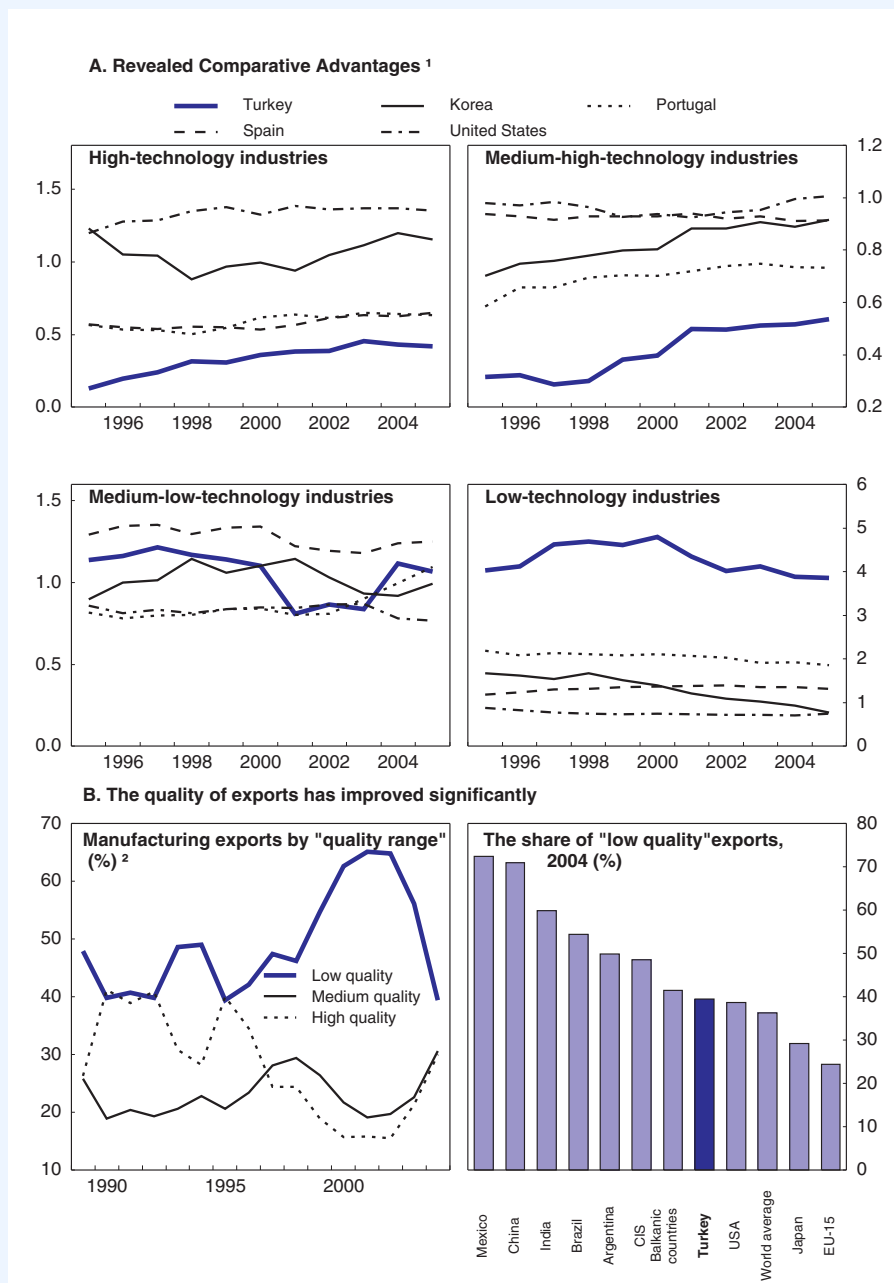 A. Revealed Comparative Advantages ¹
Turkey
Korea
Portugal
Spain
United States
High-technology industries
1.5
1.0
0.5
0.0
1996
1998
2000
2002
2004
Medium-high-technology industries
1.2
1.0
0.8
0.6
0.4
0.2
1996
1998
2000
2002
2004
Medium-low-technology industries
1.5
1.0
0.5
0.0
1996
1998
2000
2002
2004
Low-technology industries
6
5
4
3
2
1
0
1996
1998
2000
2002
2004
B. The quality of exports has improved significantly
Manufacturing exports by "quality range"
(%) ²
70
60
50
40
30
20
10
Low quality
Medium quality
High quality
1990
1995
2000
The share of "low quality"exports,
2004 (%)
80
70
60
50
40
30
20
10
0
Mexico
China
India
Brazil
Argentina
CIS
Balkanic
countries
Turkey
USA
World average
Japan
EU-15